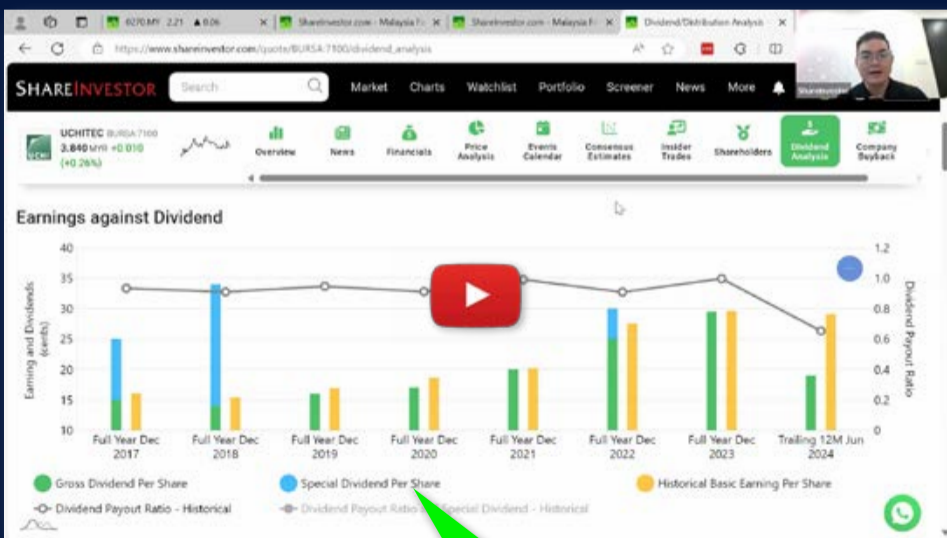 6270.MY 2.21 ▲ 0.06
Shareinvestor.com - Malaysia F
Shareinvestor.com - Malaysia F
Dividend/Distribution Analysis
https://www.shareinvestor.com/quote/BURSA:7100/dividend_analysis
SHAREINVESTOR
Search
Market Charts Watchlist Portfolio Screener News More
UCHITEC BURSA:7100
3.840 MYR +0.010
(+0.26%)
Overview
News
Financials
Price Analysis
Events Calendar
Consensus Estimates
Insider Trades
Shareholders
Dividend Analysis
Company Buyback
Earnings against Dividend
Earning and Dividends (cents)
40
35
30
25
20
15
10
1.2
1.0
0.8
0.6
0.4
0.2
0
Dividend Payout Ratio
Full Year Dec 2017
Full Year Dec 2018
Full Year Dec 2019
Full Year Dec 2020
Full Year Dec 2021
Full Year Dec 2022
Full Year Dec 2023
Trailing 12M Jun 2024
Gross Dividend Per Share
Special Dividend Per Share
Historical Basic Earning Per Share
Dividend Payout Ratio - Historical
Dividend Payout Ratio and Special Dividend - Historical